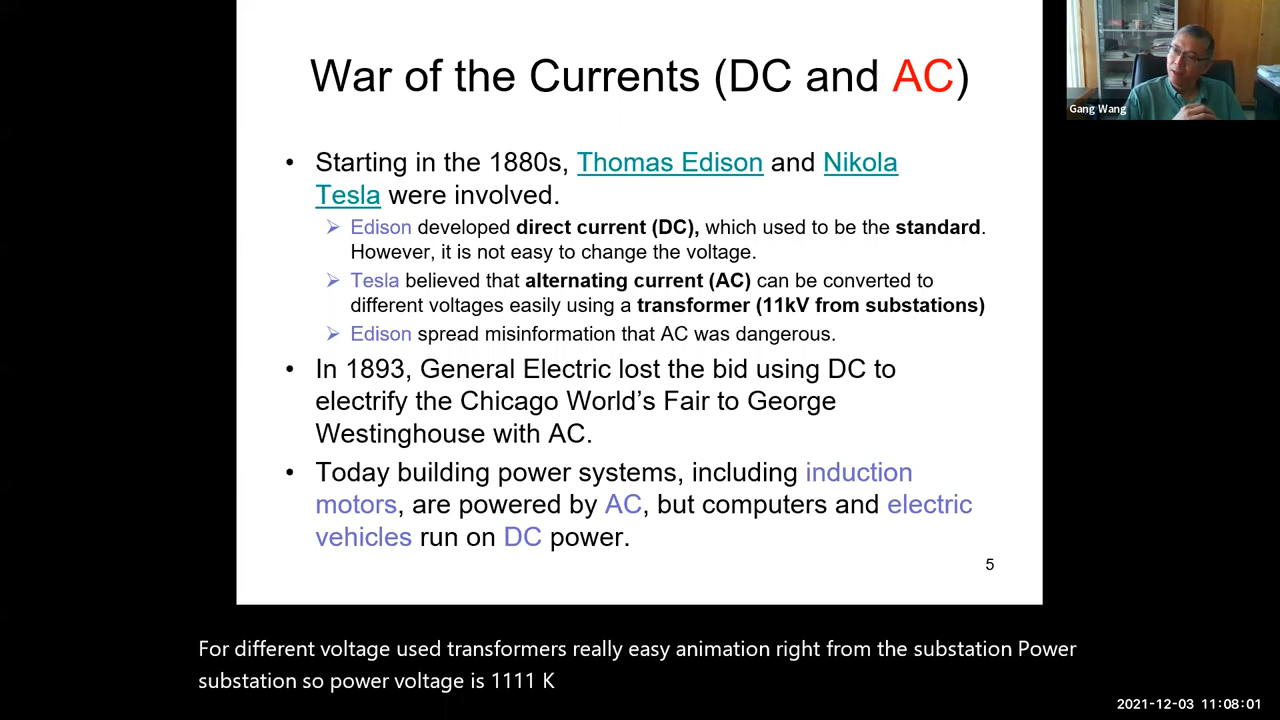 War of the Currents (DC and AC)
Gang Wang
• Starting in the 1880s, Thomas Edison and Nikola
Tesla were involved.
➢ Edison developed direct current (DC), which used to be the standard.
However, it is not easy to change the voltage.
➢ Tesla believed that alternating current (AC) can be converted to
different voltages easily using a transformer (11kV from substations)
➢ Edison spread misinformation that AC was dangerous.
• In 1893, General Electric lost the bid using DC to
electrify the Chicago World’s Fair to George
Westinghouse with AC.
• Today building power systems, including induction
motors, are powered by AC, but computers and electric
vehicles run on DC power.
5
For different voltage used transformers really easy animation right from the substation Power
substation so power voltage is 1111 K
2021-12-03 11:08:01